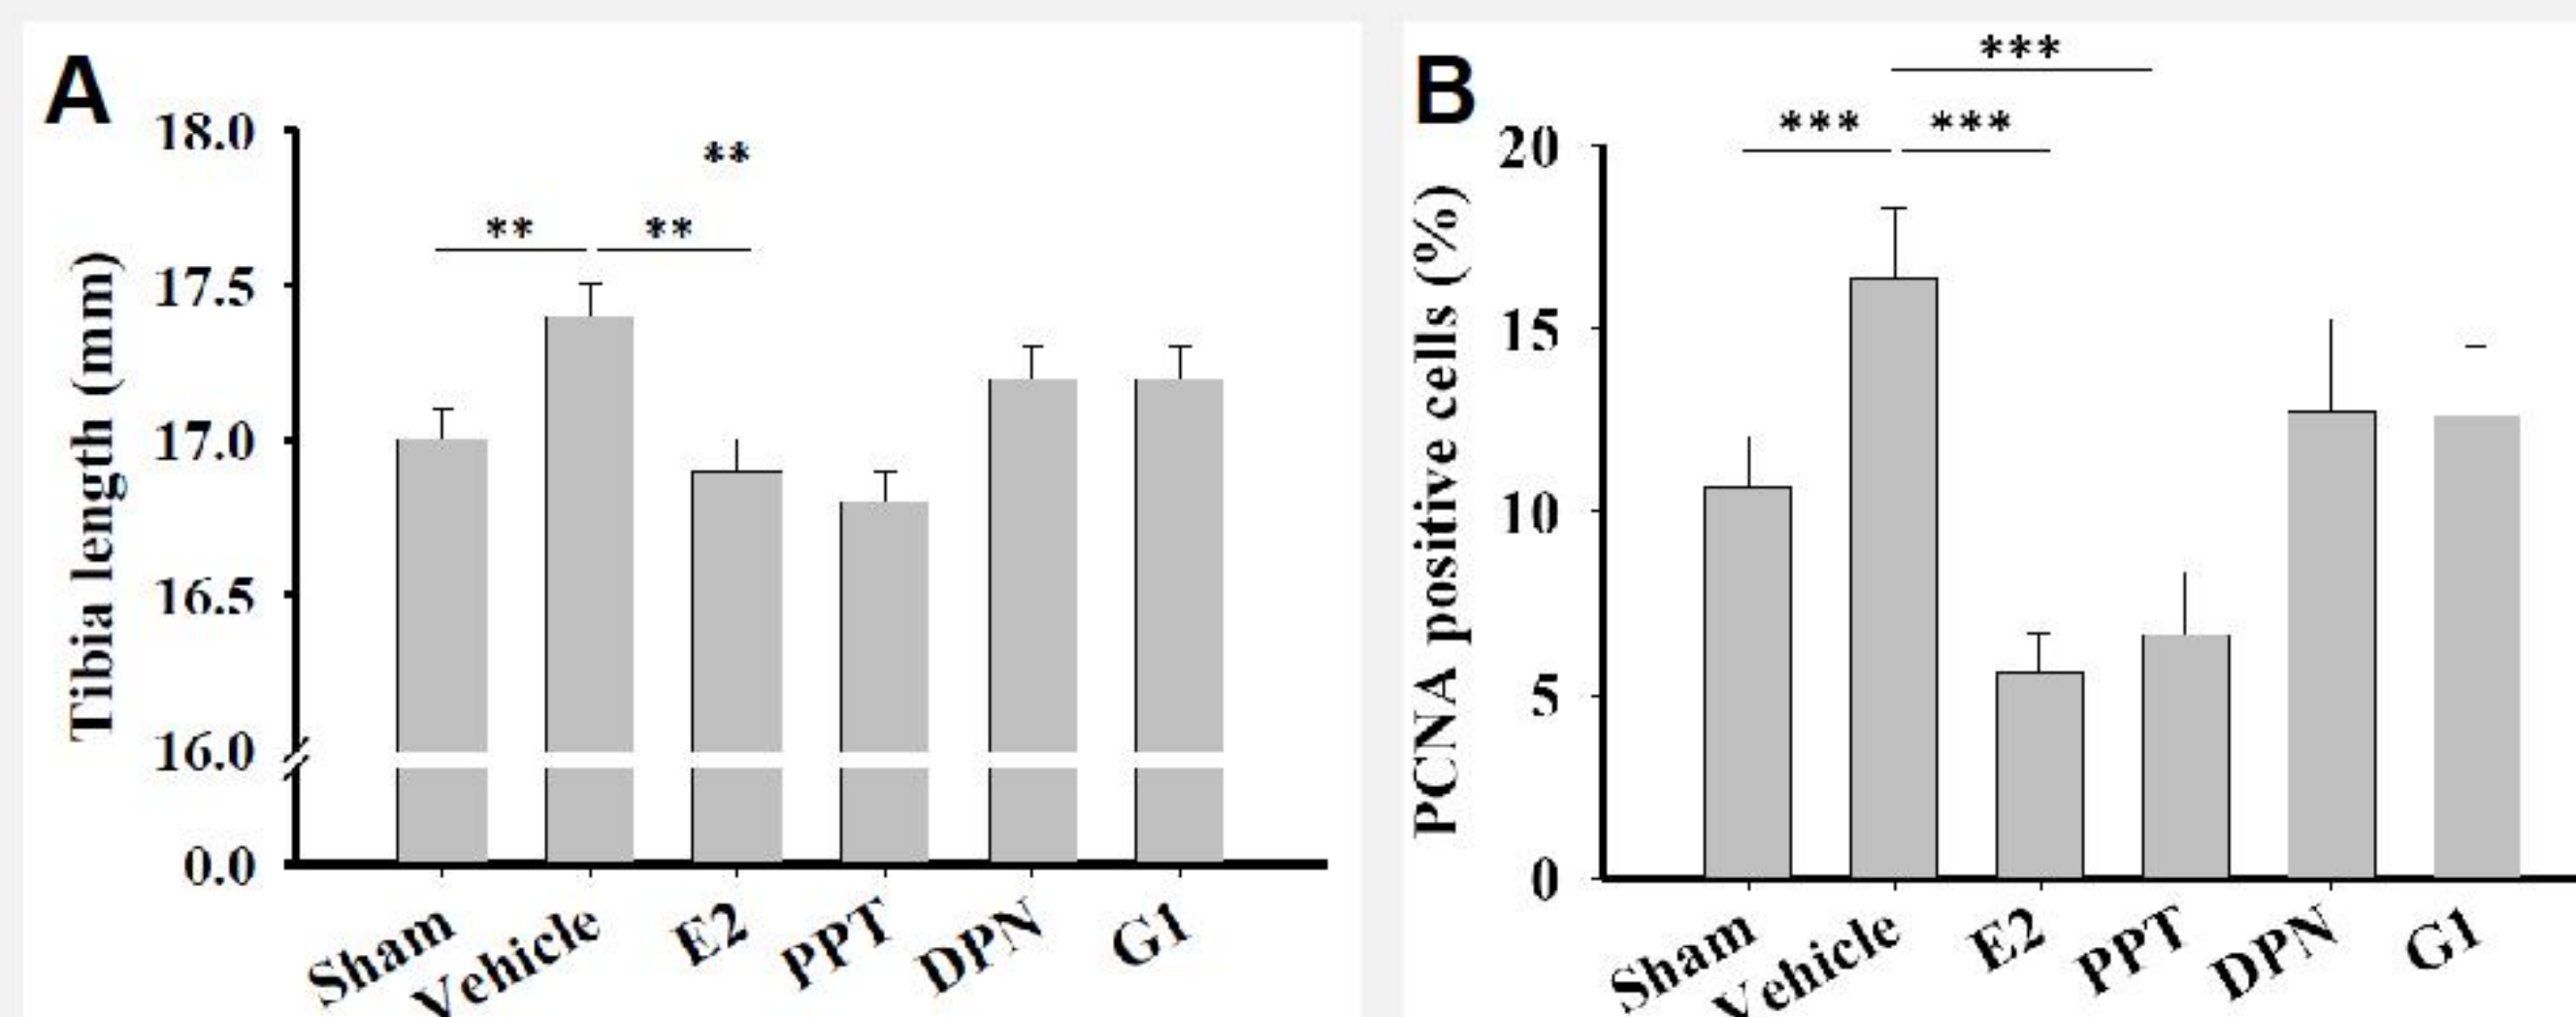 A
**
** **
Tibia length (mm)
18.0
17.5
17.0
16.5
16.0
0.0
Sham Vehicle E2 PPT DPN G1
B
***
*** ***
PCNA positive cells (%)
20
15
10
5
0
Sham Vehicle E2 PPT DPN G1